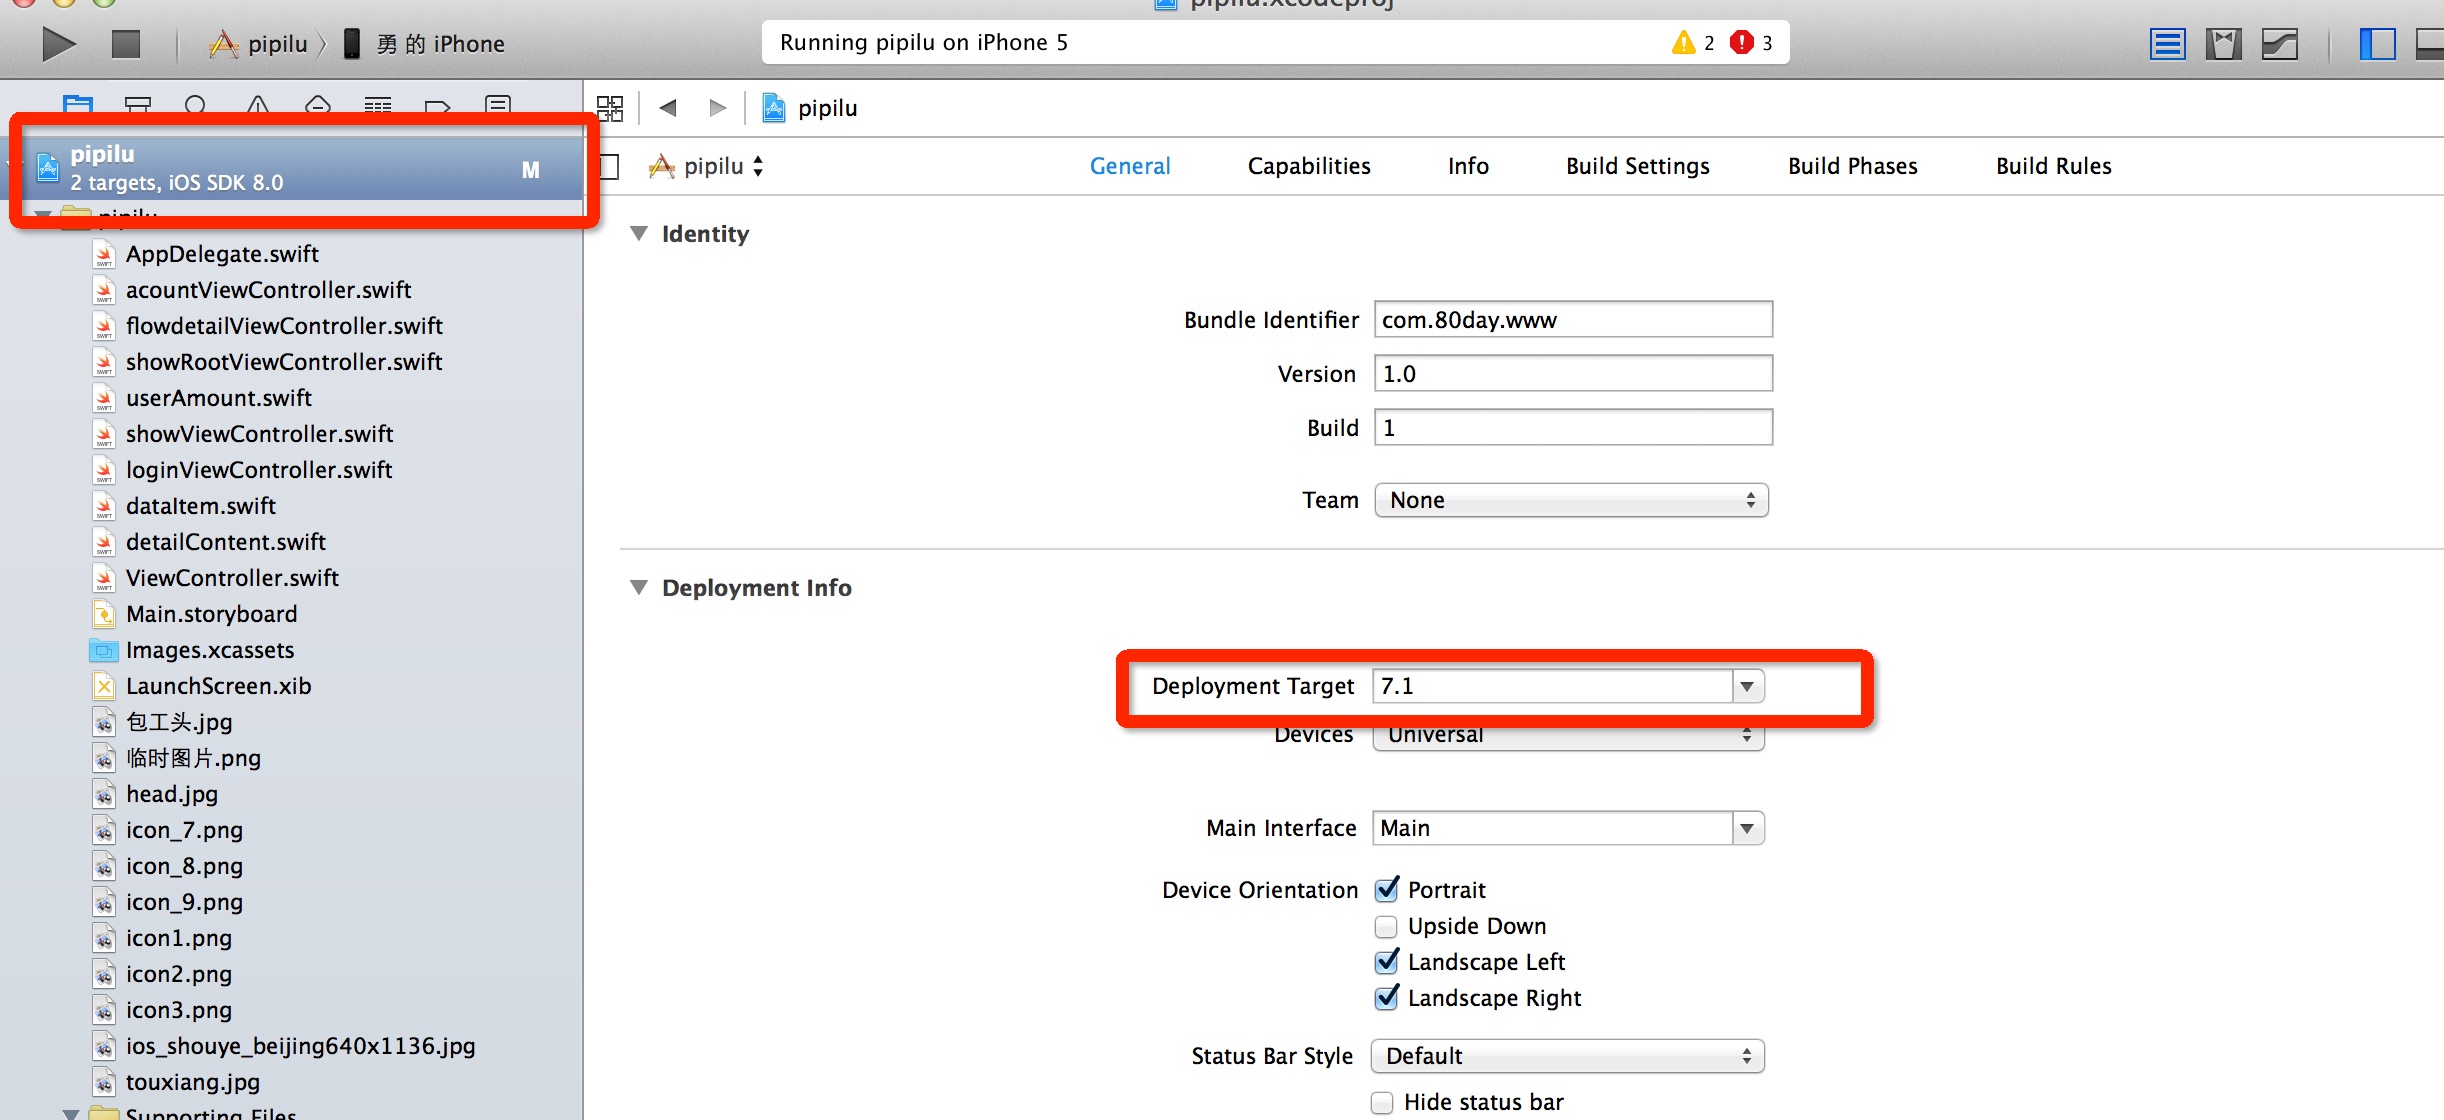 pipilu.xcodeproj
pipilu
勇 的 iPhone
Running pipilu on iPhone 5
2
3
pipilu
pipilu
2 targets, iOS SDK 8.0
M
pipilu
General
Capabilities
Info
Build Settings
Build Phases
Build Rules
pipilu
AppDelegate.swift
acountViewController.swift
flowdetailViewController.swift
showRootViewController.swift
userAmount.swift
showViewController.swift
loginViewController.swift
dataItem.swift
detailContent.swift
ViewController.swift
Main.storyboard
Images.xcassets
LaunchScreen.xib
包工头.jpg
临时图片.png
head.jpg
icon_7.png
icon_8.png
icon_9.png
icon1.png
icon2.png
icon3.png
ios_shouye_beijing640x1136.jpg
touxiang.jpg
Supporting Files
Identity
Bundle Identifier com.80day.www
Version 1.0
Build 1
Team None
Deployment Info
Deployment Target 7.1
Devices Universal
Main Interface Main
Device Orientation Portrait
Upside Down
Landscape Left
Landscape Right
Status Bar Style Default
Hide status bar